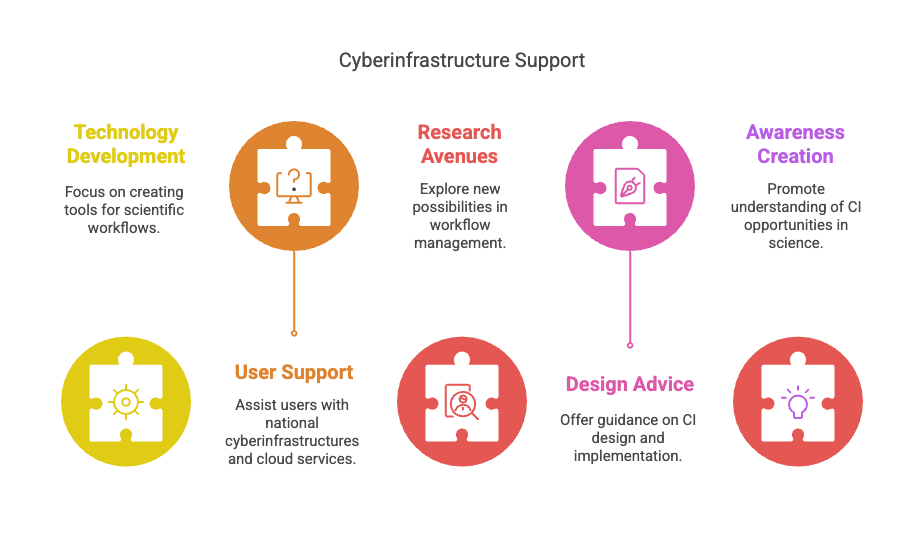 Cyberinfrastructure Support
Technology
Development
Focus on creating
tools for scientific
workflows.
Research
Avenues
Explore new
possibilities in
workflow
management.
Awareness
Creation
Promote
understanding of CI
opportunities in
science.
User Support
Assist users with
national
cyberinfrastructures
and cloud services.
Design Advice
Offer guidance on CI
design and
implementation.